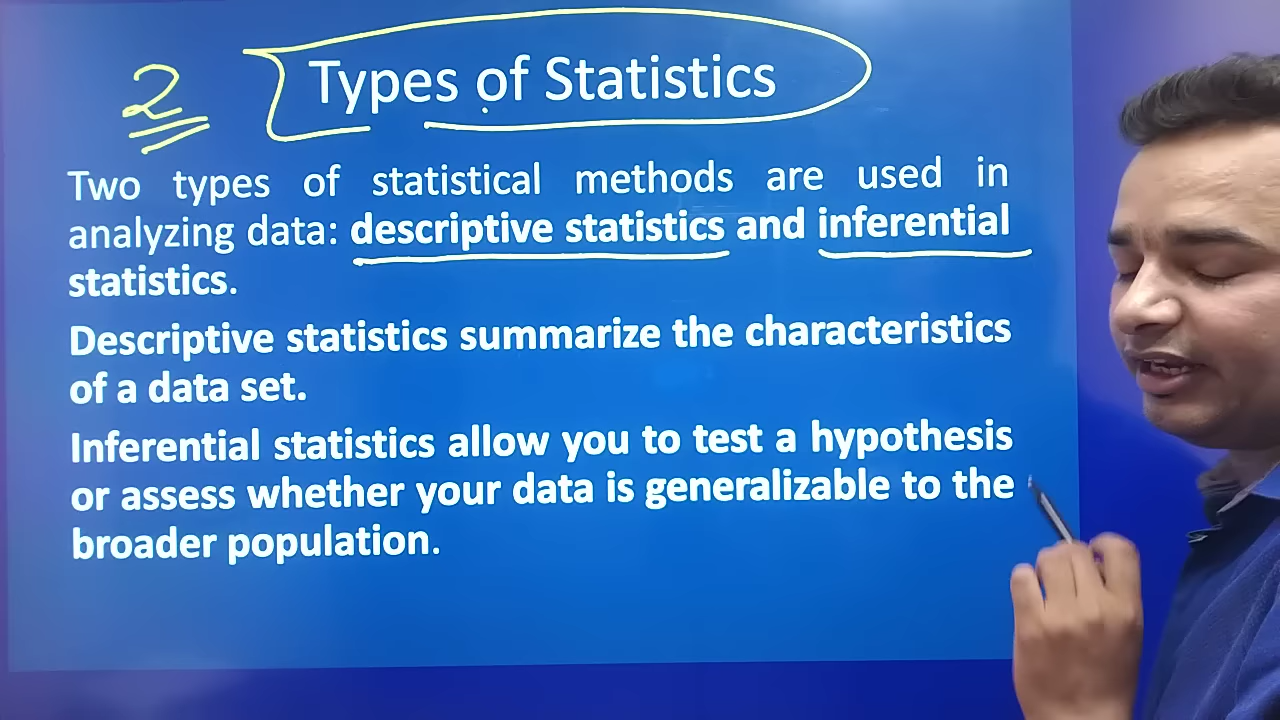 2 Types of Statistics
Two types of statistical methods are used in
analyzing data: descriptive statistics and inferential
statistics.
Descriptive statistics summarize the characteristics
of a data set.
Inferential statistics allow you to test a hypothesis
or assess whether your data is generalizable to the
broader population.